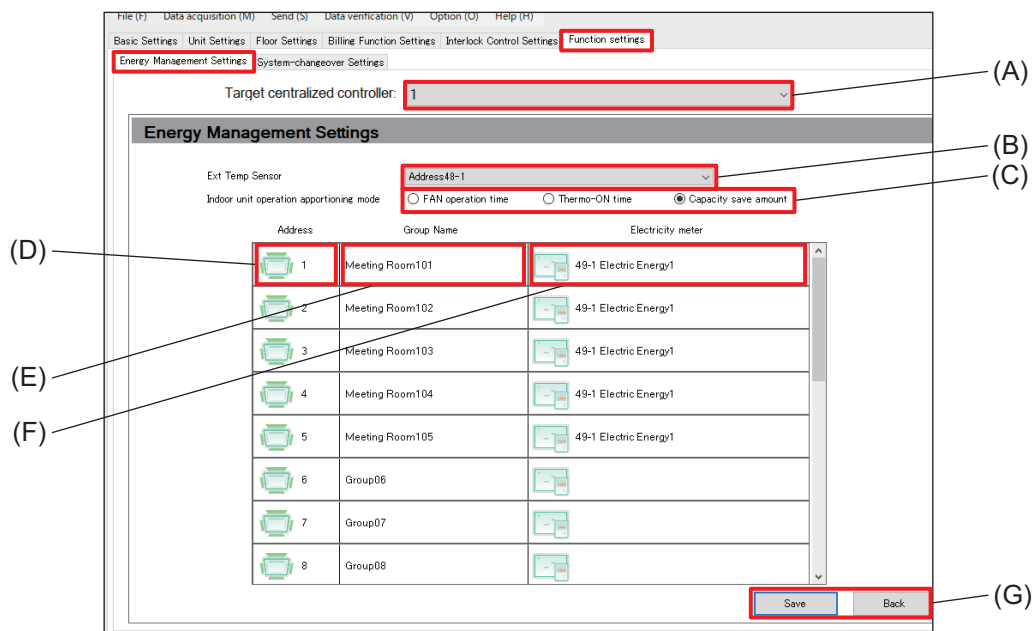 File (F) Data acquisition (M) Send (S) Data verification (V) Option (O) Help (H)
Basic Settings Unit Settings Floor Settings Billing Function Settings Interlock Control Settings Function settings
Energy Management Settings System-changeover Settings
Target centralized controller: 1
(A)
Energy Management Settings
(B)
Ext Temp Sensor Address48-1
(C)
Indoor unit operation apportioning mode FAN operation time Thermo-ON time Capacity save amount
Address Group Name Electricity meter
(D)
1 Meeting Room101 49-1 Electric Energy1
2 Meeting Room102 49-1 Electric Energy1
3 Meeting Room103 49-1 Electric Energy1
(E)
4 Meeting Room104 49-1 Electric Energy1
(F)
5 Meeting Room105 49-1 Electric Energy1
6 Group06
7 Group07
8 Group08
Save Back
(G)